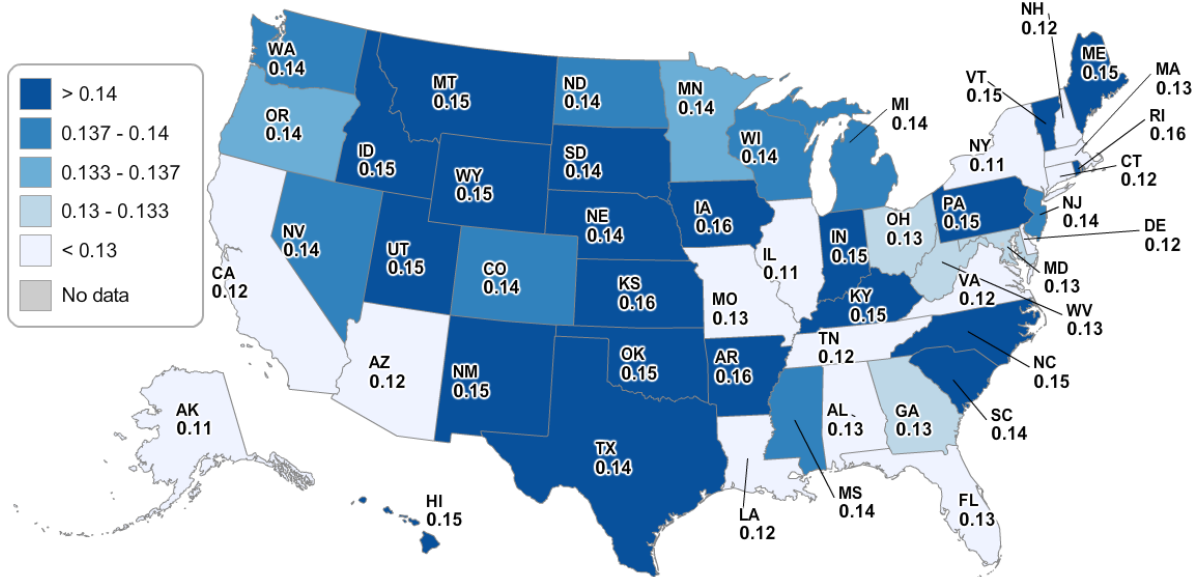 > 0.14
0.137 - 0.14
0.133 - 0.137
0.13 - 0.133
< 0.13
No data
WA
0.14
OR
0.14
CA
0.12
NV
0.14
ID
0.15
MT
0.15
WY
0.15
UT
0.15
CO
0.14
AZ
0.12
NM
0.15
ND
0.14
SD
0.14
NE
0.14
KS
0.16
OK
0.15
TX
0.14
MN
0.14
IA
0.16
MO
0.13
AR
0.16
LA
0.12
WI
0.14
IL
0.11
MI
0.14
IN
0.15
OH
0.13
KY
0.15
TN
0.12
MS
0.14
AL
0.13
GA
0.13
FL
0.13
SC
0.14
NC
0.15
VA
0.12
WV
0.13
MD
0.13
DE
0.12
PA
0.15
NJ
0.14
NY
0.11
CT
0.12
RI
0.16
MA
0.13
VT
0.15
NH
0.12
ME
0.15
AK
0.11
HI
0.15